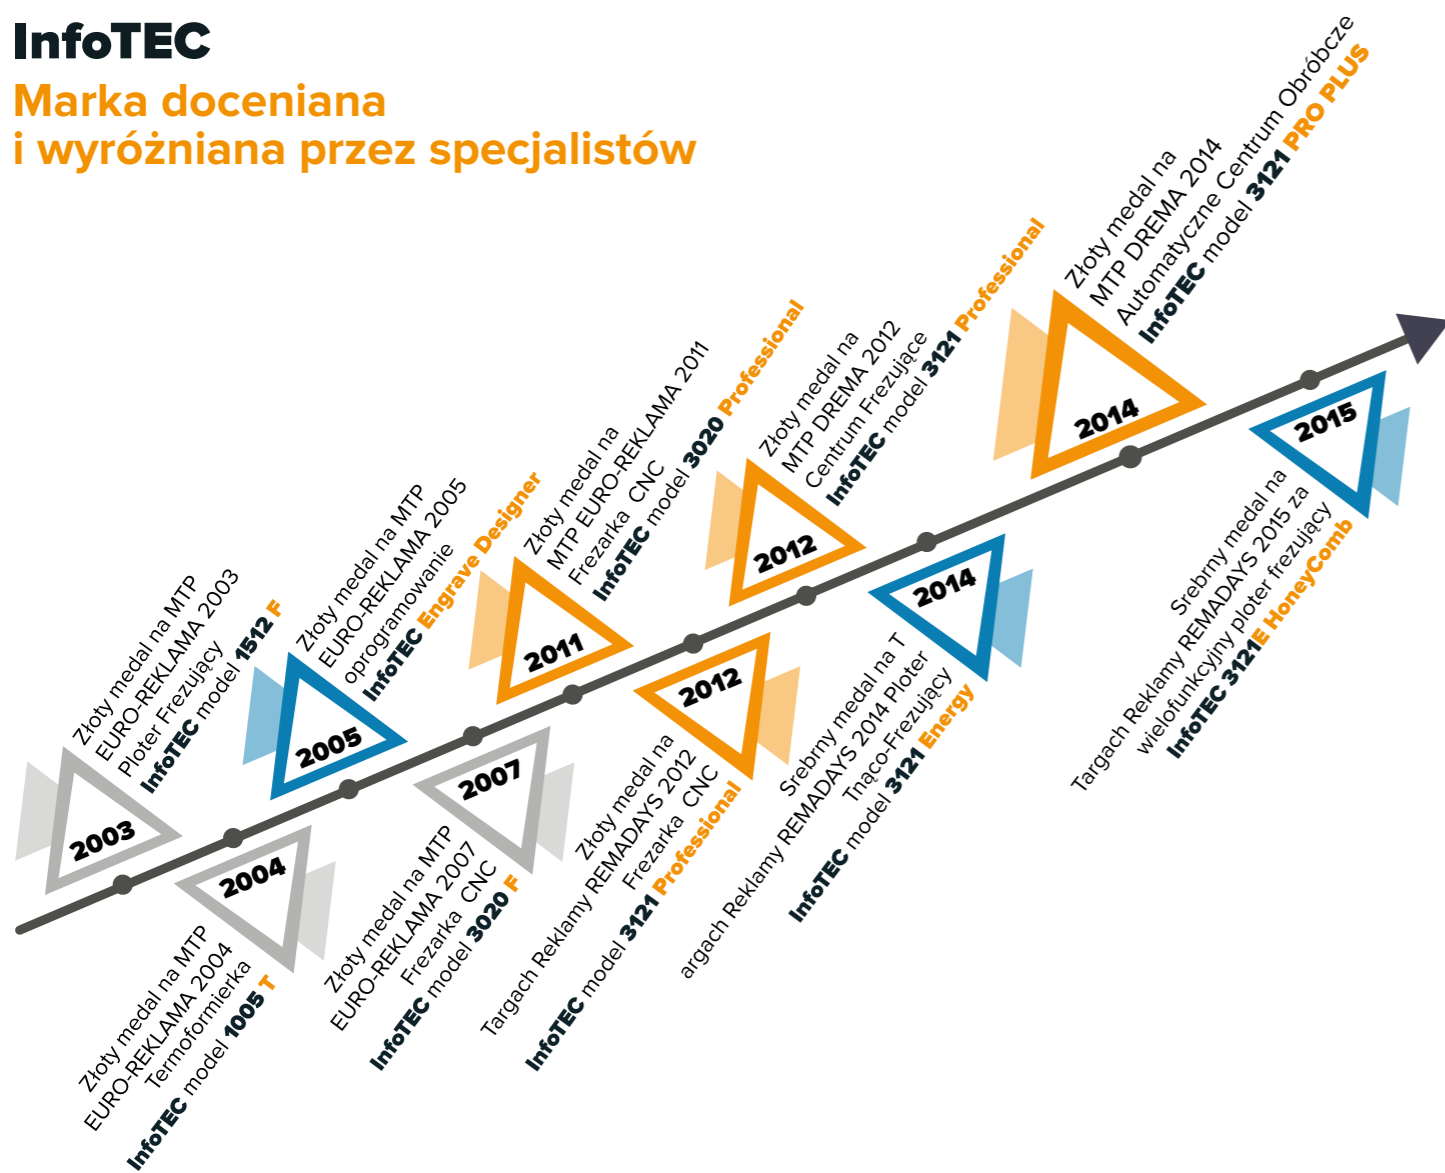 InfoTEC
Marka doceniana
i wyróżniana przez specjalistów
2003
Złoty medal na MTP
EURO-REKLAMA 2003
Ploter Frezujący
InfoTEC model 1512 F
2004
Złoty medal na MTP
EURO-REKLAMA 2004
Termoformierka
InfoTEC model 1005 T
2005
Złoty medal na MTP
EURO-REKLAMA 2005
oprogramowanie
InfoTEC Engrave Designer
2007
Złoty medal na MTP
EURO-REKLAMA 2007
Frezarka CNC
InfoTEC model 3020 F
2011
Złoty medal na
MTP EURO-REKLAMA 2011
Frezarka CNC
InfoTEC model 3020 Professional
2012
Złoty medal na
Targach Reklamy REMADAYS 2012
Frezarka CNC
InfoTEC model 3121 Professional
2012
Złoty medal na
MTP DREMA 2012
Centrum Frezujące
InfoTEC model 3121 Professional
2014
Srebrny medal na T
argach Reklamy REMADAYS 2014 Ploter
Tnąco-Frezujący
InfoTEC model 3121 Energy
2014
Złoty medal na
MTP DREMA 2014
Automatyczne Centrum Obróbcze
InfoTEC model 3121 PRO PLUS
2015
Srebrny medal na
Targach Reklamy REMADAYS 2015 za
wielofunkcyjny ploter frezujący
InfoTEC 3121E HoneyComb